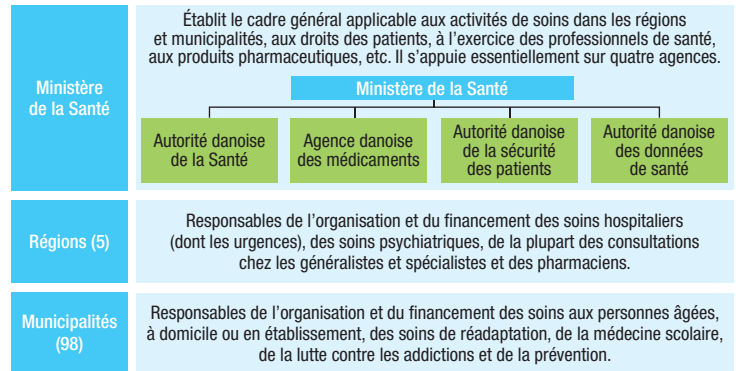 Ministère
de la Santé
Établit le cadre général applicable aux activités de soins dans les régions
et municipalités, aux droits des patients, à l’exercice des professionnels de santé,
aux produits pharmaceutiques, etc. Il s’appuie essentiellement sur quatre agences.
Ministère de la Santé
Autorité danoise
de la Santé
Agence danoise
des médicaments
Autorité danoise
de la sécurité
des patients
Autorité danoise
des données
de santé
Régions (5)
Responsables de l’organisation et du financement des soins hospitaliers
(dont les urgences), des soins psychiatriques, de la plupart des consultations
chez les généralistes et spécialistes et des pharmaciens.
Municipalités
(98)
Responsables de l’organisation et du financement des soins aux personnes âgées,
à domicile ou en établissement, des soins de réadaptation, de la médecine scolaire,
de la lutte contre les addictions et de la prévention.